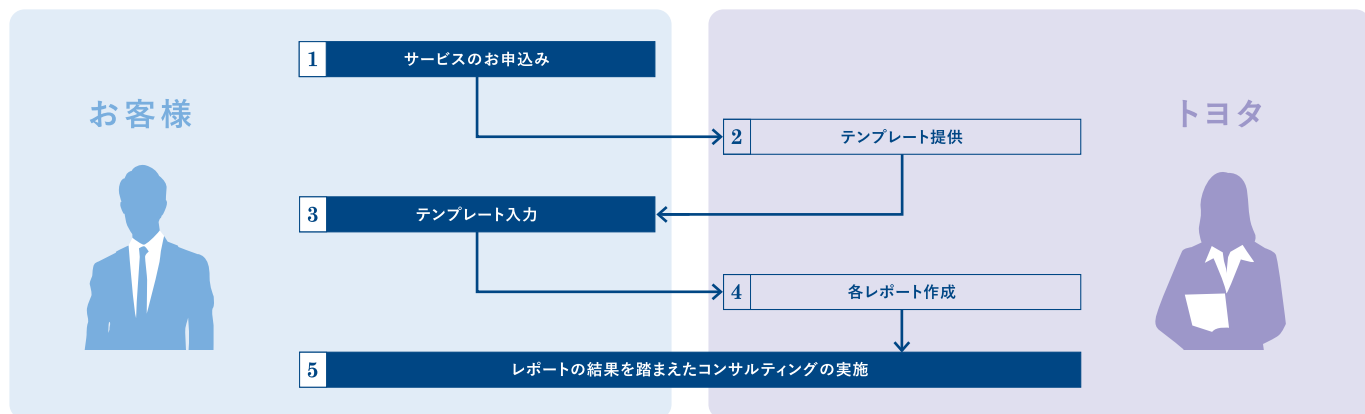 お客様
トヨタ
1 サービスのお申込み
2 テンプレート提供
3 テンプレート入力
4 各レポート作成
5 レポートの結果を踏まえたコンサルティングの実施